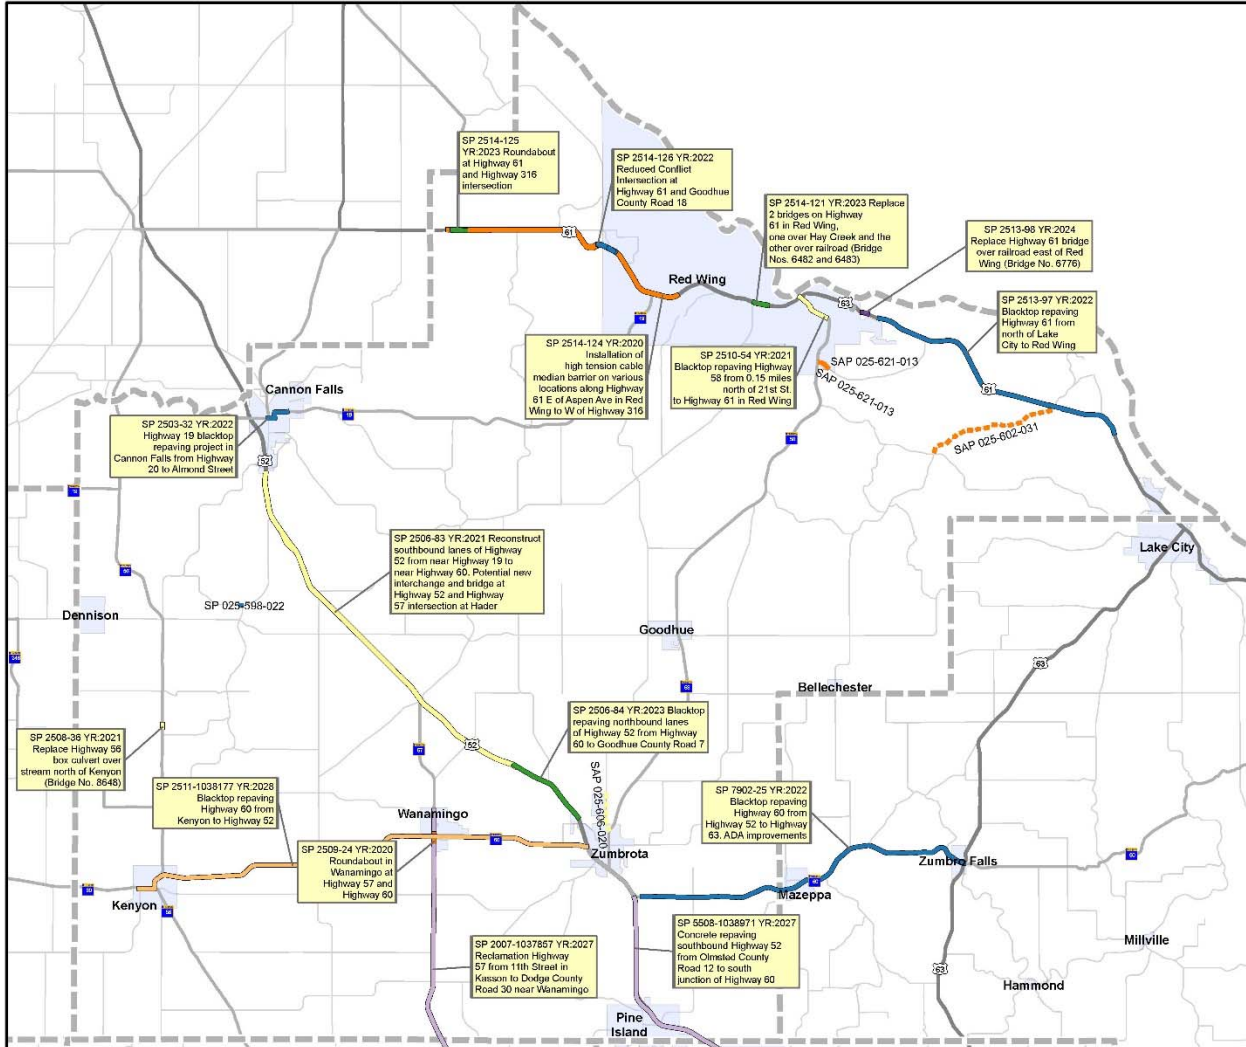 SP 2514-125
YR:2023 Roundabout
at Highway 61
and Highway 316
intersection
SP 2514-126 YR:2022
Reduced Conflict
Intersection at
Highway 61 and Goodhue
County Road 18
SP 2514-121 YR:2023 Replace
2 bridges on Highway
61 in Red Wing,
one over Hay Creek and the
other over railroad (Bridge
Nos. 6482 and 6483)
SP 2513-98 YR:2024
Replace Highway 61 bridge
over railroad east of Red
Wing (Bridge No. 6776)
61
Red Wing
63
SP 2513-97 YR:2022
Blacktop repaving
Highway 61 from
north of Lake
City to Red Wing
SP 2514-124 YR:2020
Installation of
high tension cable
median barrier on various
locations along Highway
61 E of Aspen Ave in Red
Wing to W of Highway 316
SP 2510-54 YR:2021
Blacktop repaving Highway
58 from 0.15 miles
north of 21st St.
to Highway 61 in Red Wing
SAP 025-621-013
SAP 025-621-013
61
Cannon Falls
SP 2503-32 YR:2022
Highway 19 blacktop
repaving project in
Cannon Falls from Highway
20 to Almond Street
SAP 025-602-031
52
SP 2506-83 YR:2021 Reconstruct
southbound lanes of Highway
52 from near Highway 19 to
near Highway 60. Potential new
interchange and bridge at
Highway 52 and Highway
57 intersection at Hader
Lake City
SP 025-598-022
Dennison
Goodhue
63
Bellechester
SP 2506-84 YR:2023 Blacktop
repaving northbound lanes
of Highway 52 from Highway
60 to Goodhue County Road 7
SP 2508-36 YR:2021
Replace Highway 56
box culvert over
stream north of Kenyon
(Bridge No. 8648)
52
SP 2511-1038177 YR:2028
Blacktop repaving
Highway 60 from
Kenyon to Highway 52
SAP 025-606-020
SP 7902-25 YR:2022
Blacktop repaving
Highway 60 from
Highway 52 to Highway
63. ADA improvements
Wanamingo
SP 2509-24 YR:2020
Roundabout in
Wanamingo at
Highway 57 and
Highway 60
60
Zumbrota
Zumbro Falls
60
Kenyon
60
Mazeppa
SP 5508-1038971 YR:2027
Concrete repaving
southbound Highway 52
from Olmsted County
Road 12 to south
junction of Highway 60
SP 2007-1037857 YR:2027
Reclamation Highway
57 from 11th Street in
Kasson to Dodge County
Road 30 near Wanamingo
Millville
63
Hammond
Pine
Island